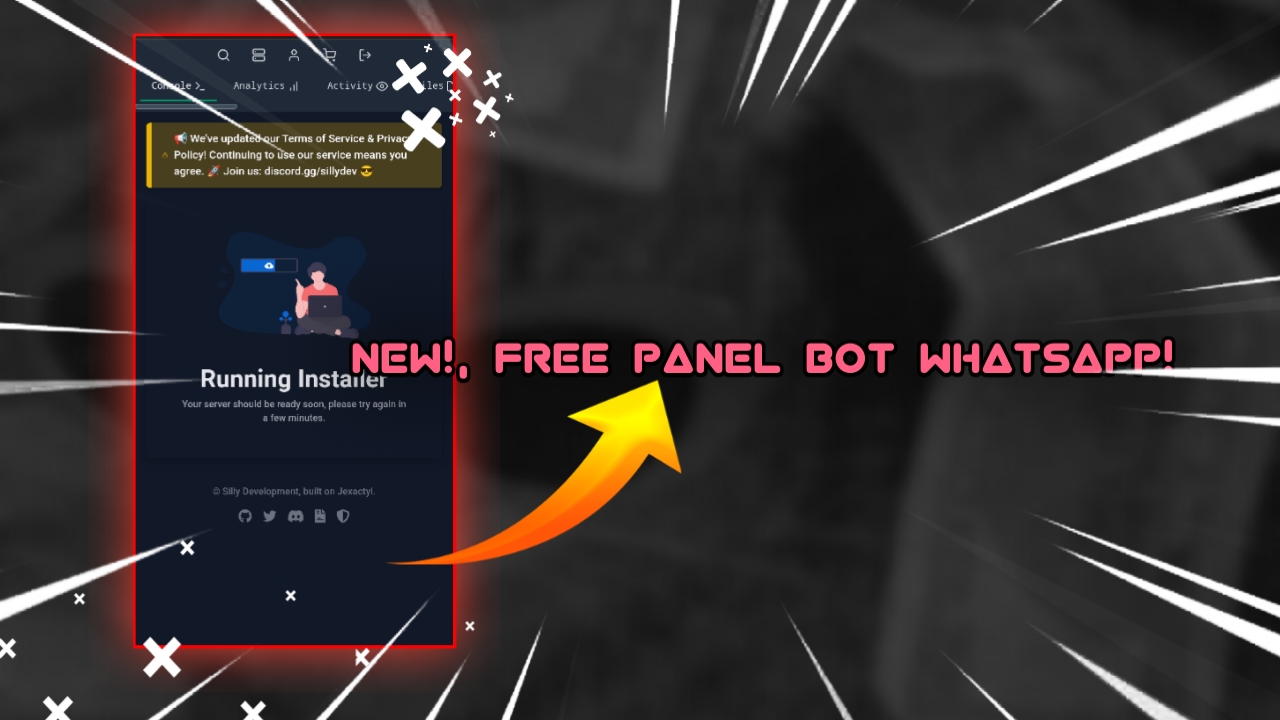 Console >_
Analytics
Activity
iles
📢 We've updated our Terms of Service & Privac
Policy! Continuing to use our service means you
agree. 🚀 Join us: discord.gg/sillydev 😎
NEW!, FREE PANEL BOT WHATSAPP!
Running Installer
Your server should be ready soon, please try again in
a few minutes.
© Silly Development, built on Jexactyl.